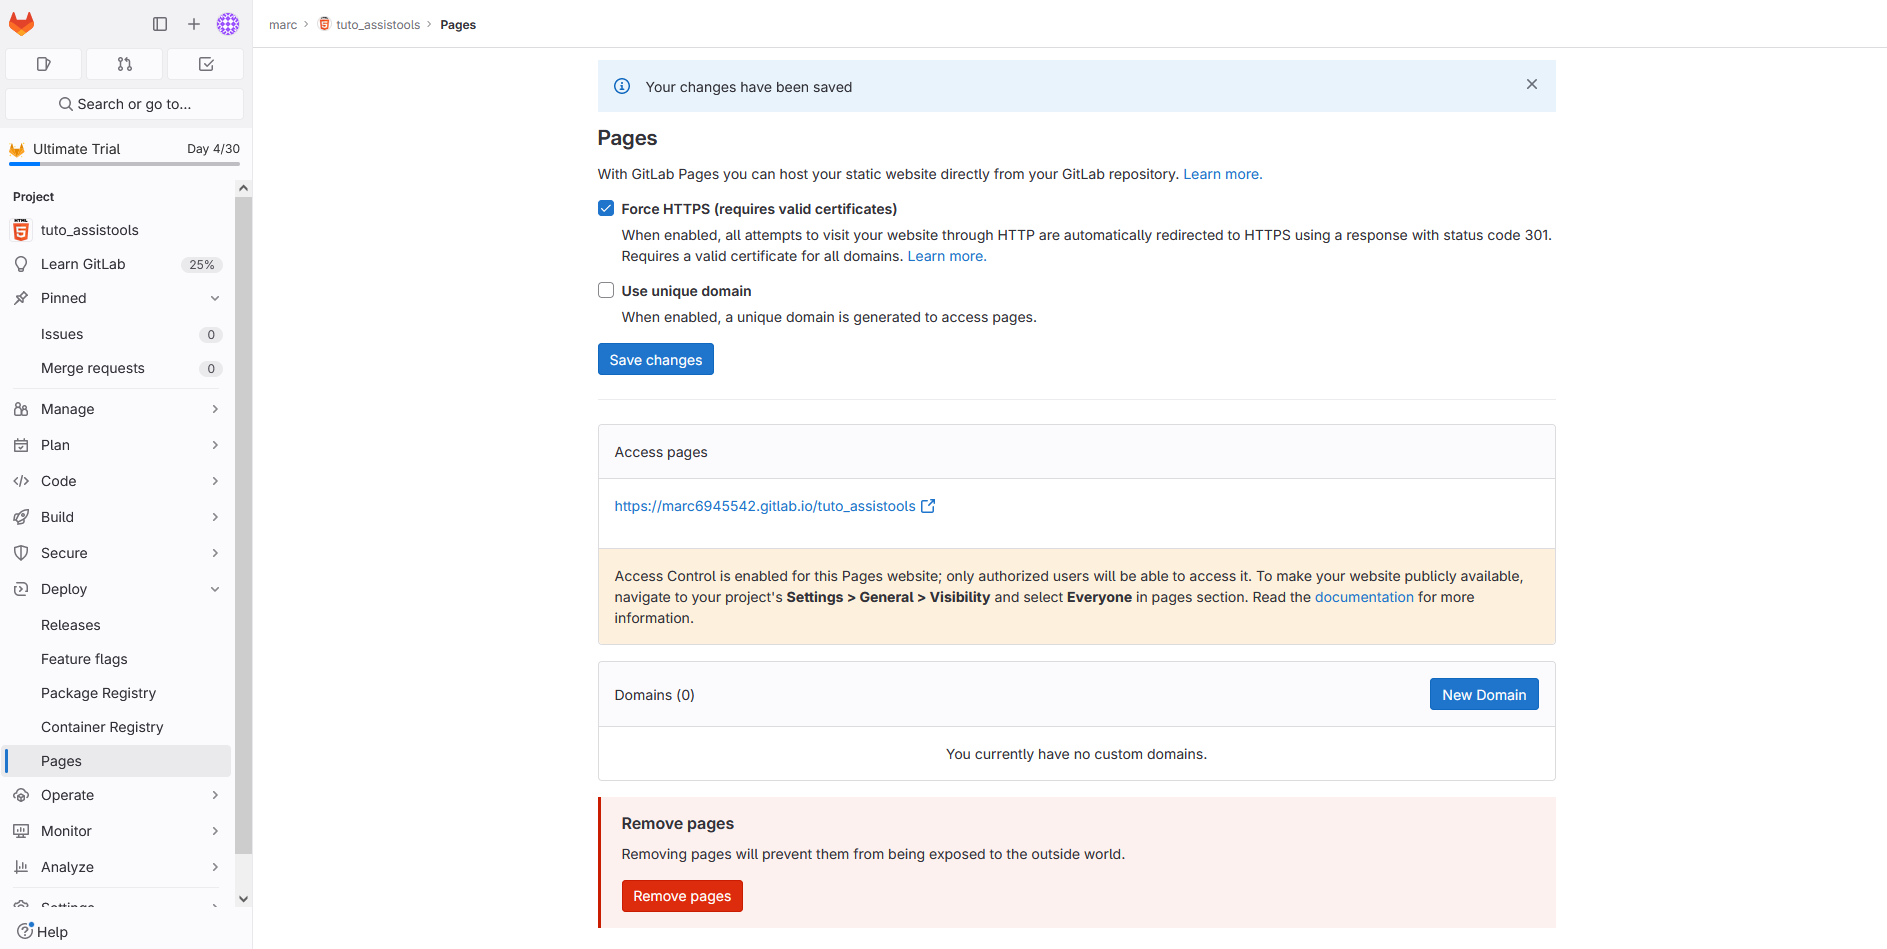 marc › tuto_assistools › Pages
Search or go to...
Ultimate Trial Day 4/30
Project
tuto_assistools
Learn GitLab 25%
Pinned
Issues 0
Merge requests 0
Manage
Plan
Code
Build
Secure
Deploy
Releases
Feature flags
Package Registry
Container Registry
Pages
Operate
Monitor
Analyze
Settings
Help
Your changes have been saved
Pages
With GitLab Pages you can host your static website directly from your GitLab repository. Learn more.
Force HTTPS (requires valid certificates)
When enabled, all attempts to visit your website through HTTP are automatically redirected to HTTPS using a response with status code 301.
Requires a valid certificate for all domains. Learn more.
Use unique domain
When enabled, a unique domain is generated to access pages.
Save changes
Access pages
https://marc6945542.gitlab.io/tuto_assistools
Access Control is enabled for this Pages website; only authorized users will be able to access it. To make your website publicly available,
navigate to your project's Settings > General > Visibility and select Everyone in pages section. Read the documentation for more
information.
Domains (0)
New Domain
You currently have no custom domains.
Remove pages
Removing pages will prevent them from being exposed to the outside world.
Remove pages